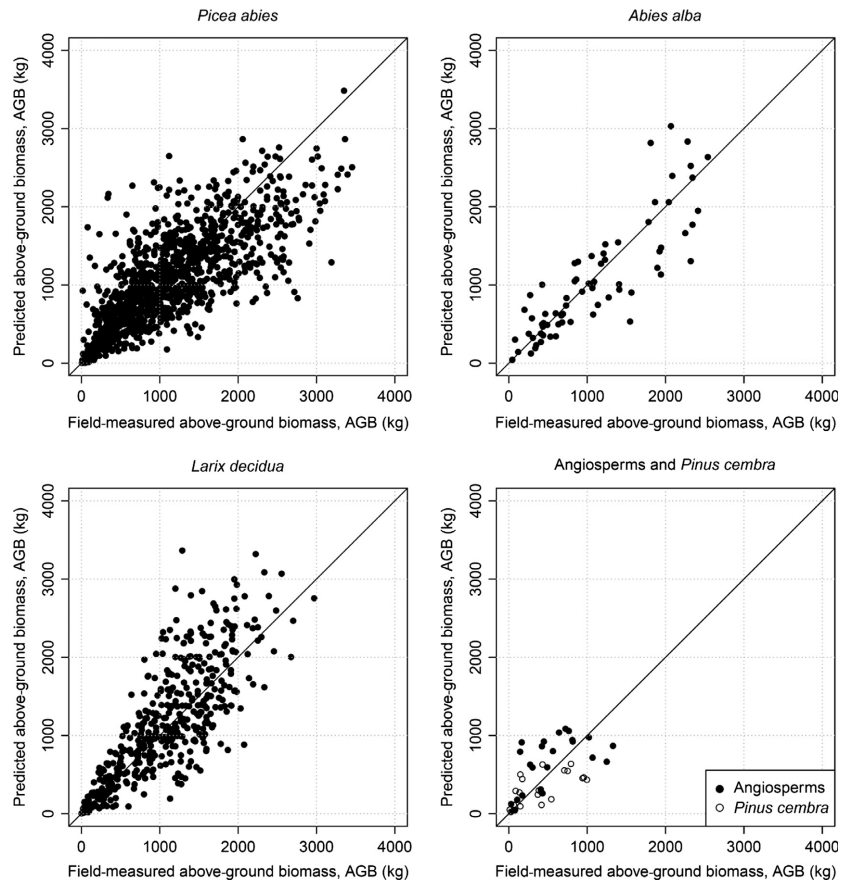 Picea abies
Abies alba
Predicted above-ground biomass, AGB (kg)
4000
3000
2000
1000
0
0 1000 2000 3000 4000
Field-measured above-ground biomass, AGB (kg)
Predicted above-ground biomass, AGB (kg)
4000
3000
2000
1000
0
0 1000 2000 3000 4000
Field-measured above-ground biomass, AGB (kg)
Larix decidua
Angiosperms and Pinus cembra
Predicted above-ground biomass, AGB (kg)
4000
3000
2000
1000
0
0 1000 2000 3000 4000
Field-measured above-ground biomass, AGB (kg)
Predicted above-ground biomass, AGB (kg)
4000
3000
2000
1000
0
Angiosperms
Pinus cembra
0 1000 2000 3000 4000
Field-measured above-ground biomass, AGB (kg)